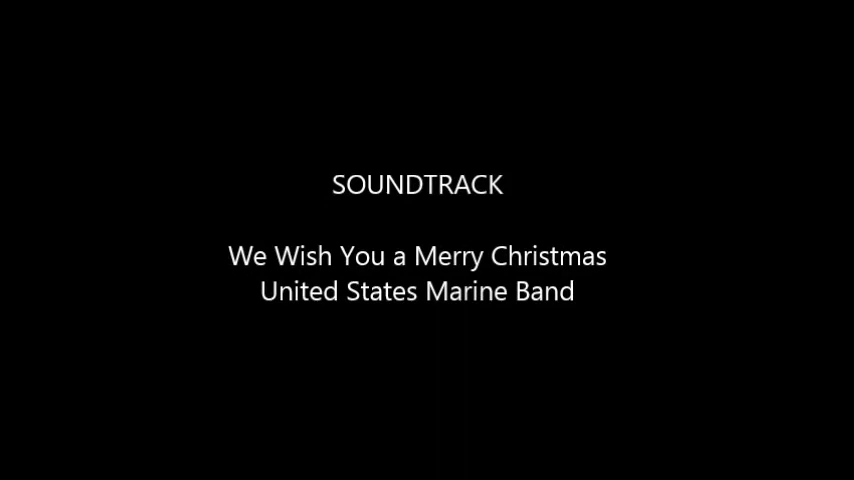 SOUNDTRACK
We Wish You a Merry Christmas
United States Marine Band